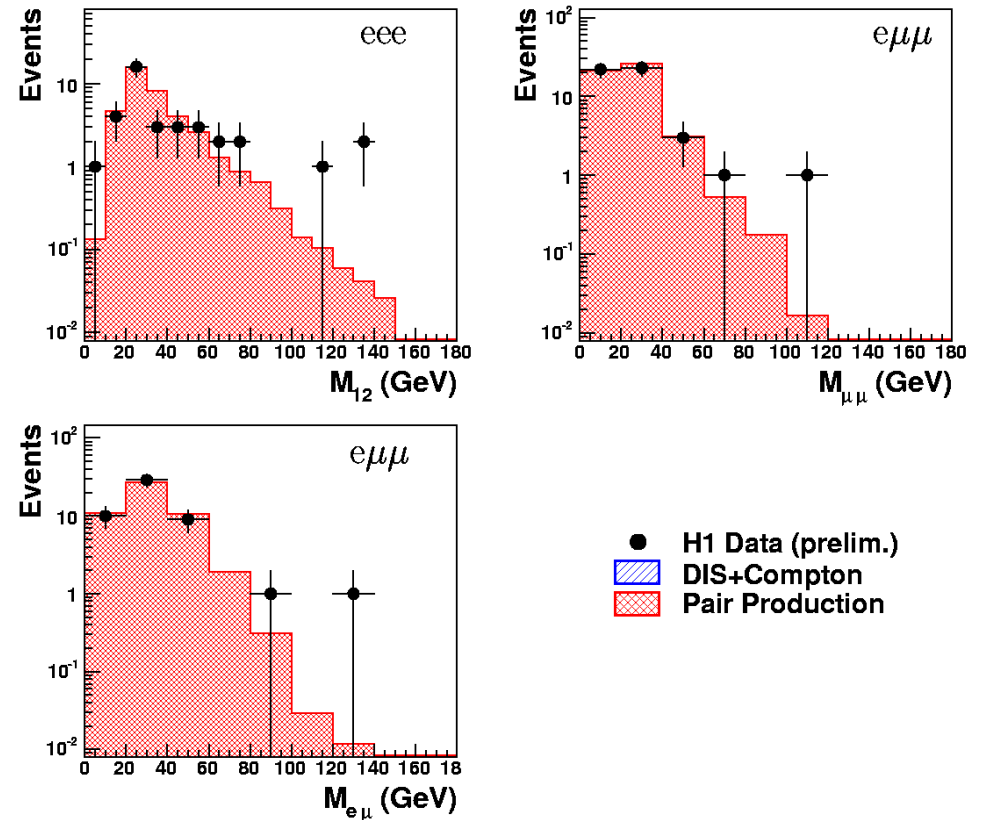 Events
eee
10
1
10⁻¹
10⁻²
0 20 40 60 80 100 120 140 160 180
M₁₂ (GeV)
Events
eμμ
10²
10
1
10⁻¹
10⁻²
0 20 40 60 80 100 120 140 160 180
M_μμ (GeV)
Events
eμμ
10²
10
1
10⁻¹
10⁻²
0 20 40 60 80 100 120 140 160 18
M_eμ (GeV)
H1 Data (prelim.)
DIS+Compton
Pair Production